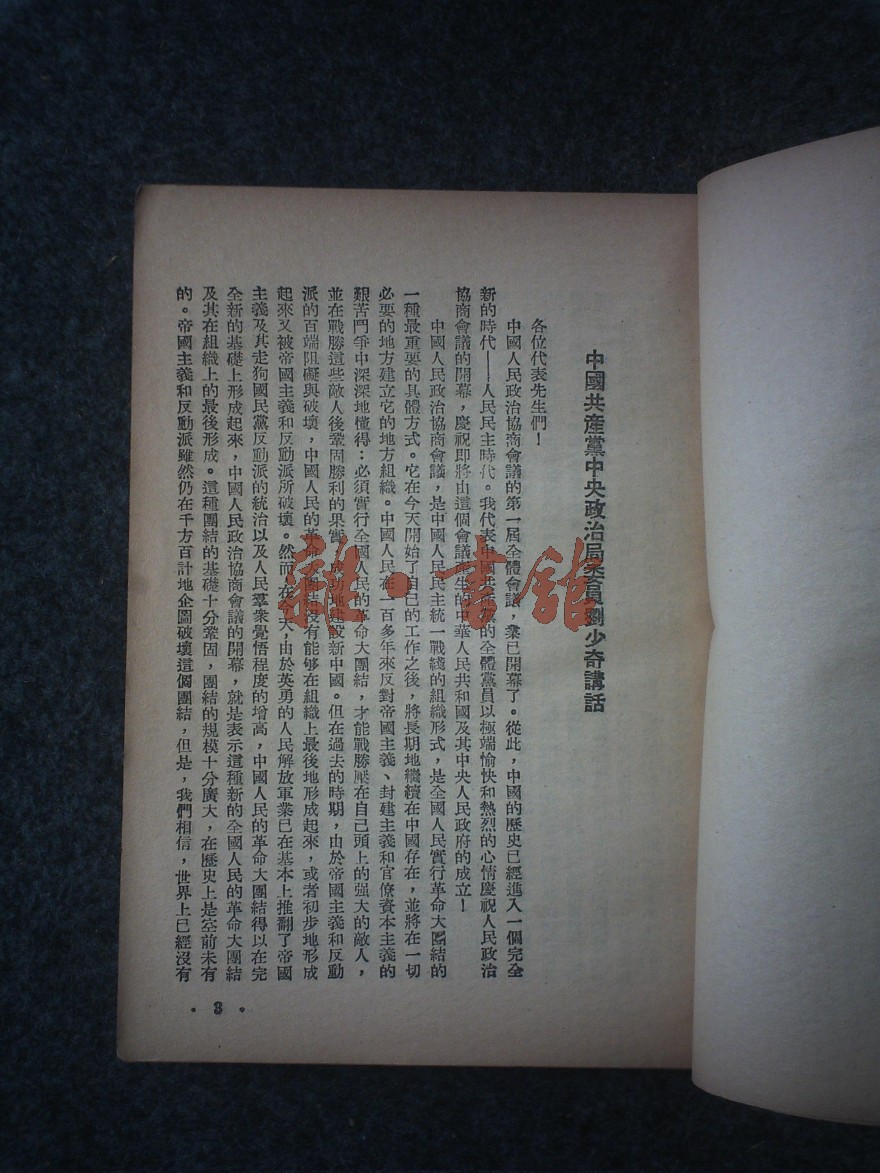 中國共產黨中央政治局委員劉少奇講話
各位代表先生們！
中國人民政治協商會議的第一屆全體會議，業已開幕了。從此，中國的歷史已經進入一個完全
新的時代——人民民主時代。我代表中國共產黨的全體黨員以極端愉快和熱烈的心情慶祝人民政治
協商會議的開幕，慶祝即將由這個會議產生的中華人民共和國及其中央人民政府的成立！
中國人民政治協商會議，是中國人民民主統一戰綫的組織形式，是全國人民實行革命大團結的
一種最重要的具體方式。它在今天開始了自己的工作之後，將長期地繼續在中國存在，並將在一切
必要的地方建立它的地方組織。中國人民在一百多年來反對帝國主義、封建主義和官僚資本主義的
艱苦鬥爭中深深地懂得：必須實行全國人民的革命大團結，才能戰勝壓在自己頭上的强大的敵人，
並在戰勝這些敵人後鞏固勝利的果實，成功地建設新中國。但在過去的時期，由於帝國主義和反動
派的百端阻礙與破壞，中國人民的革命大團結沒有能够在組織上最後地形成起來，或者初步地形成
起來又被帝國主義和反動派所破壞。然而，在今天，由於英勇的人民解放軍業已在基本上推翻了帝國
主義及其走狗國民黨反動派的統治以及人民羣衆覺悟程度的增高，中國人民的革命大團結得以在完
全新的基礎上形成起來，中國人民政治協商會議的開幕，就是表示這種新的全國人民的革命大團結
及其在組織上的最後形成。這種團結的基礎十分鞏固，團結的規模十分廣大，在歷史上是空前未有
的。帝國主義和反動派雖然仍在千方百計地企圖破壞這個團結，但是，我們相信，世界上已經沒有
· 3 ·
雜·書館